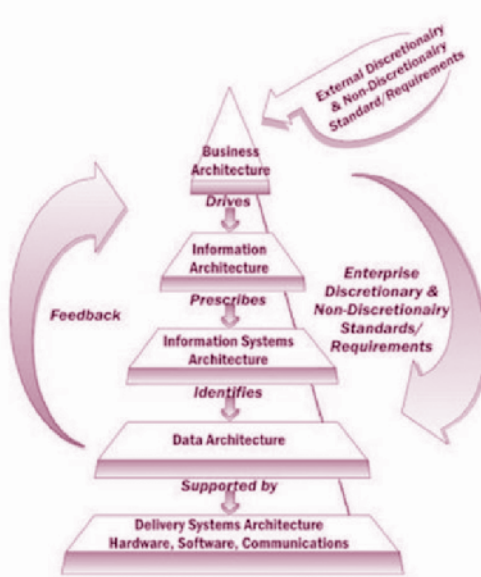 External Discretionairy
& Non-Discretionairy
Standard/Requirements
Business
Architecture
Drives
Information
Architecture
Prescribes
Feedback
Enterprise
Discretionary &
Non-Discretionairy
Standards/
Requirements
Information Systems
Architecture
Identifies
Data Architecture
Supported by
Delivery Systems Architecture
Hardware, Software, Communications